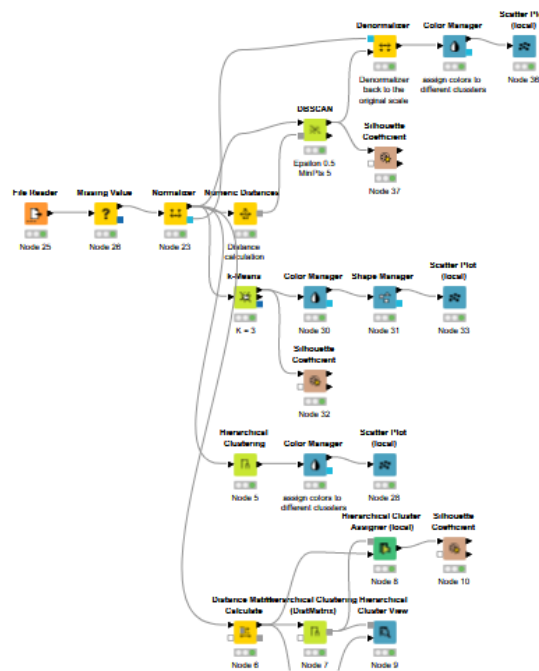 Denormalizer
Color Manager
Scatter Plot
(local)
Denormalizer
back to the
original scale
assign colors to
different clusters
Node 36
DBSCAN
Epsilon 0.5
MinPts 5
Silhouette
Coefficient
Node 37
File Reader
Missing Value
Normalizer
Numeric Distances
Node 25
Node 26
Node 23
Distance
calculation
k-Means
Color Manager
Shape Manager
Scatter Plot
(local)
K = 3
Node 30
Node 31
Node 33
Silhouette
Coefficient
Node 32
Hierarchical
Clustering
Color Manager
Scatter Plot
(local)
Node 5
assign colors to
different clusters
Node 28
Hierarchical Cluster
Assigner (local)
Silhouette
Coefficient
Node 8
Node 10
Distance Matrix
Calculate
Hierarchical Clustering
(DistMatrix)
Hierarchical
Cluster View
Node 6
Node 7
Node 9